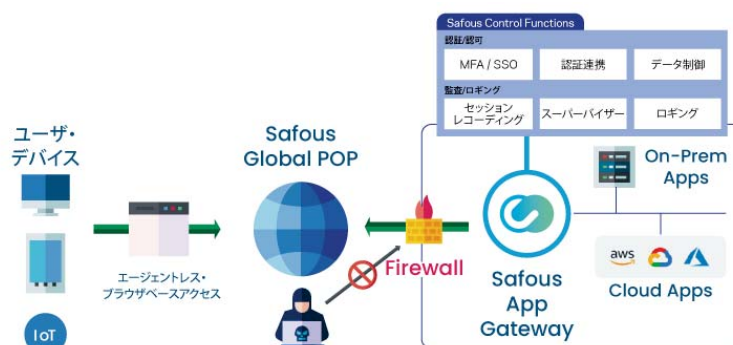 Safous Control Functions
認証/認可
MFA / SSO
認証連携
データ制御
監査/ロギング
セッション
レコーディング
スーパーバイザー
ロギング
ユーザ・
デバイス
IoT
エージェントレス・
ブラウザベースアクセス
Safous
Global POP
Firewall
Safous
App
Gateway
On-Prem
Apps
aws
Cloud Apps